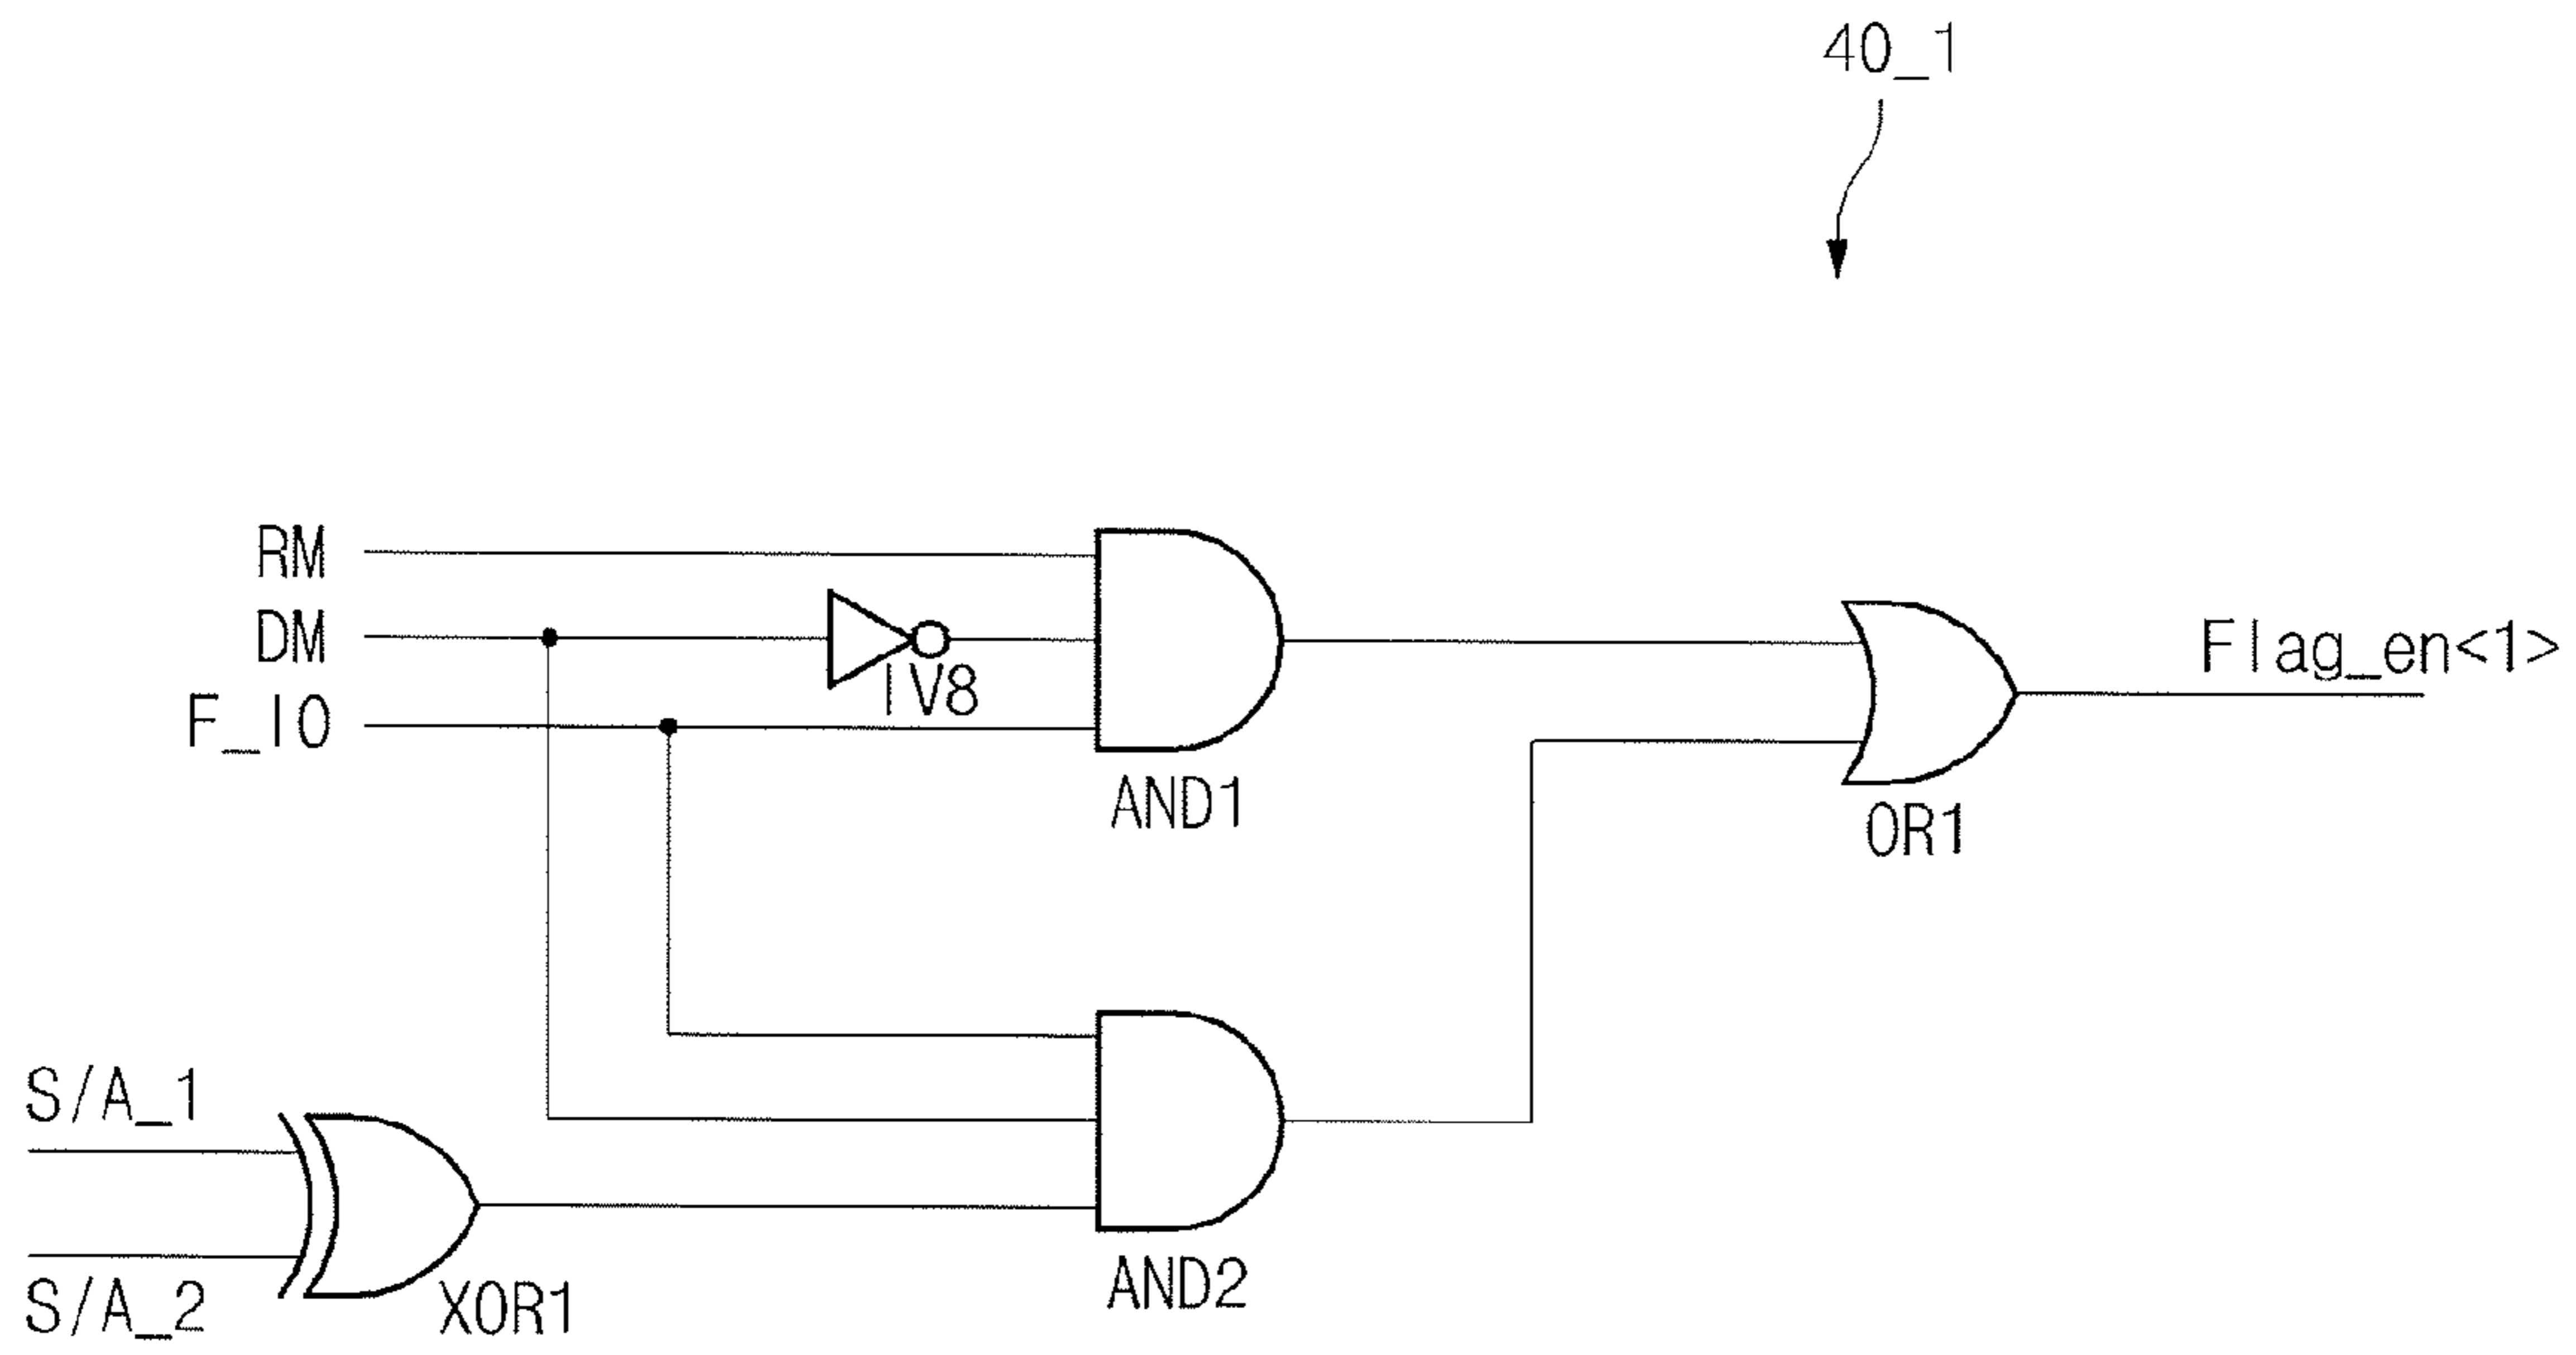 40_1
RM
DM
IV8
F_IO
AND1
Flag_en<1>
OR1
S/A_1
S/A_2
XOR1
AND2